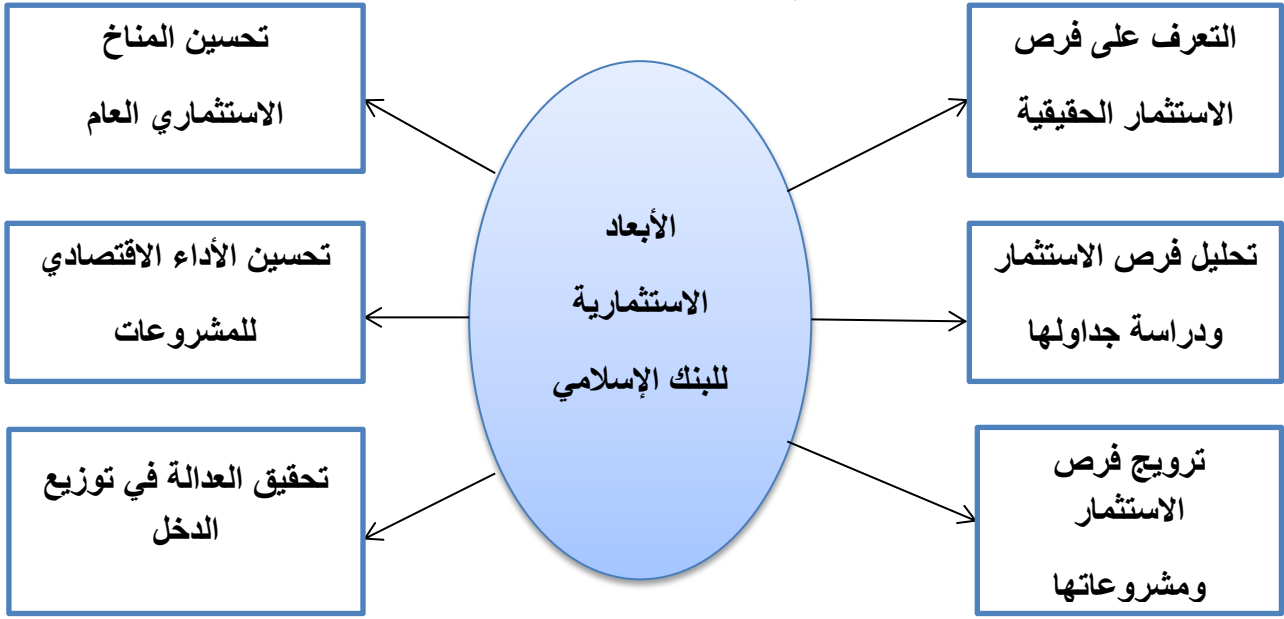 التعرف على فرص
الاستثمار الحقيقية
تحسين المناخ
الاستثماري العام
الأبعاد
الاستثمارية
للبنك الإسلامي
تحليل فرص الاستثمار
ودراسة جداولها
تحسين الأداء الاقتصادي
للمشروعات
ترويج فرص
الاستثمار
ومشروعاتها
تحقيق العدالة في توزيع
الدخل